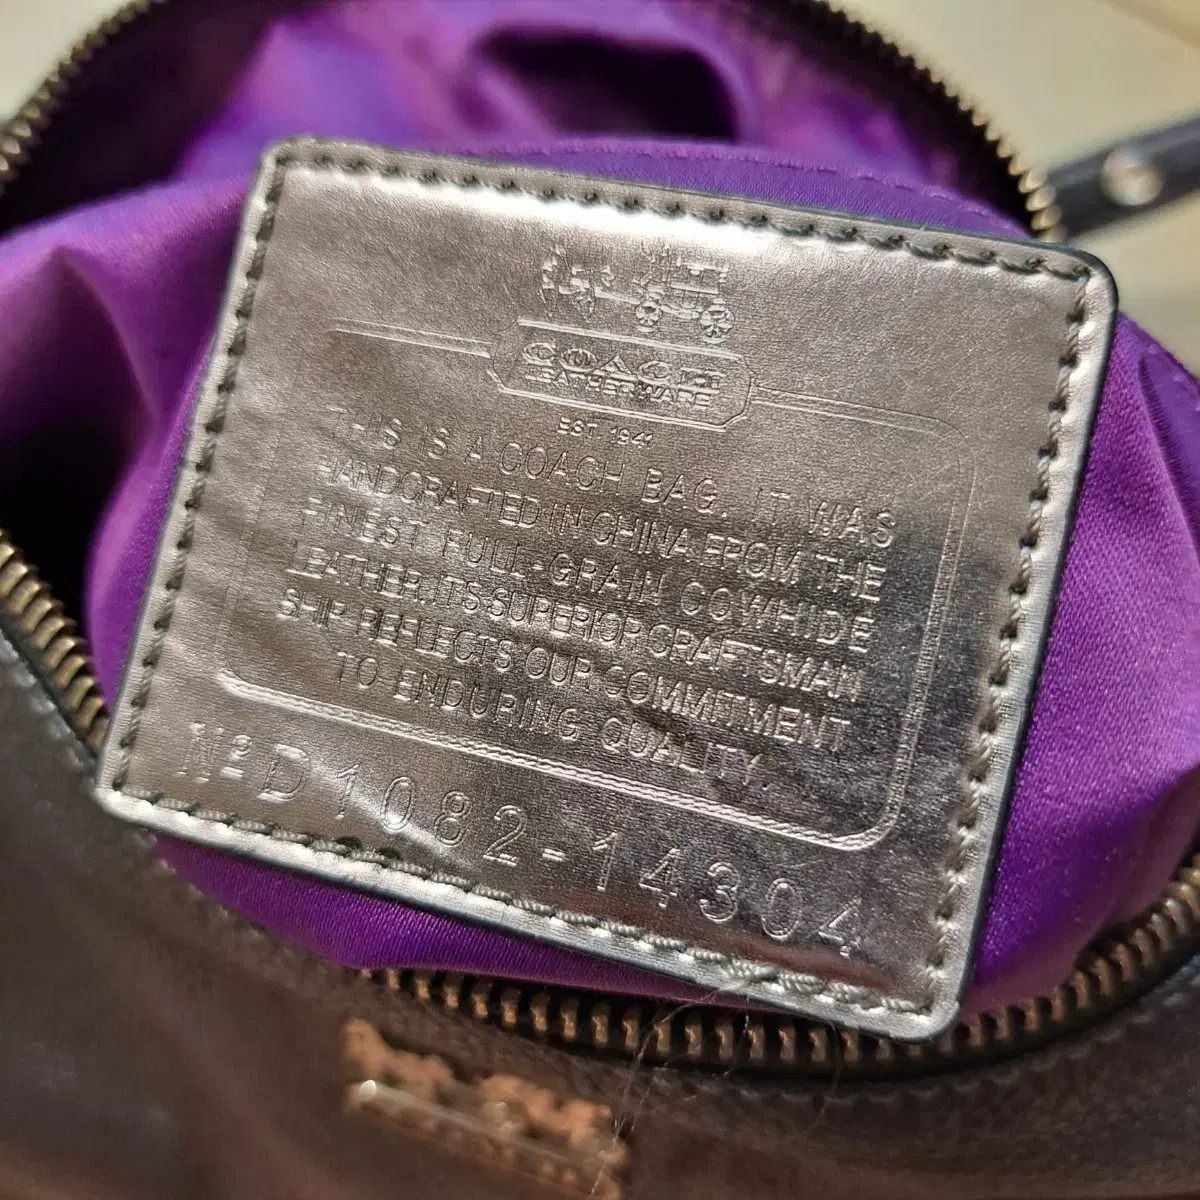 COACH
LEATHERWARE
EST. 1941
THIS IS A COACH BAG. IT WAS
HANDCRAFTED IN CHINA FROM THE
FINEST FULL-GRAIN COWHIDE
LEATHER. ITS SUPERIOR CRAFTSMAN
SHIP REFLECTS OUR COMMITMENT
TO ENDURING QUALITY.
Nº D1082-14304